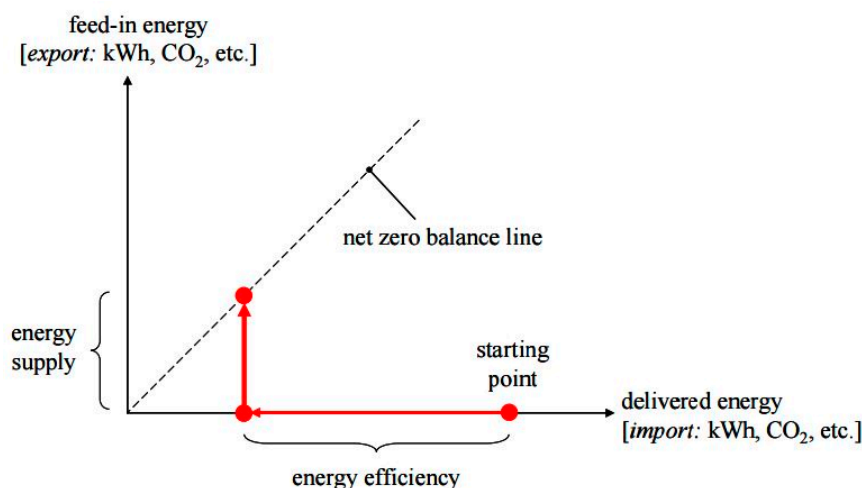 feed-in energy
[export: kWh, CO₂, etc.]
net zero balance line
energy
supply
starting
point
delivered energy
[import: kWh, CO₂, etc.]
energy efficiency